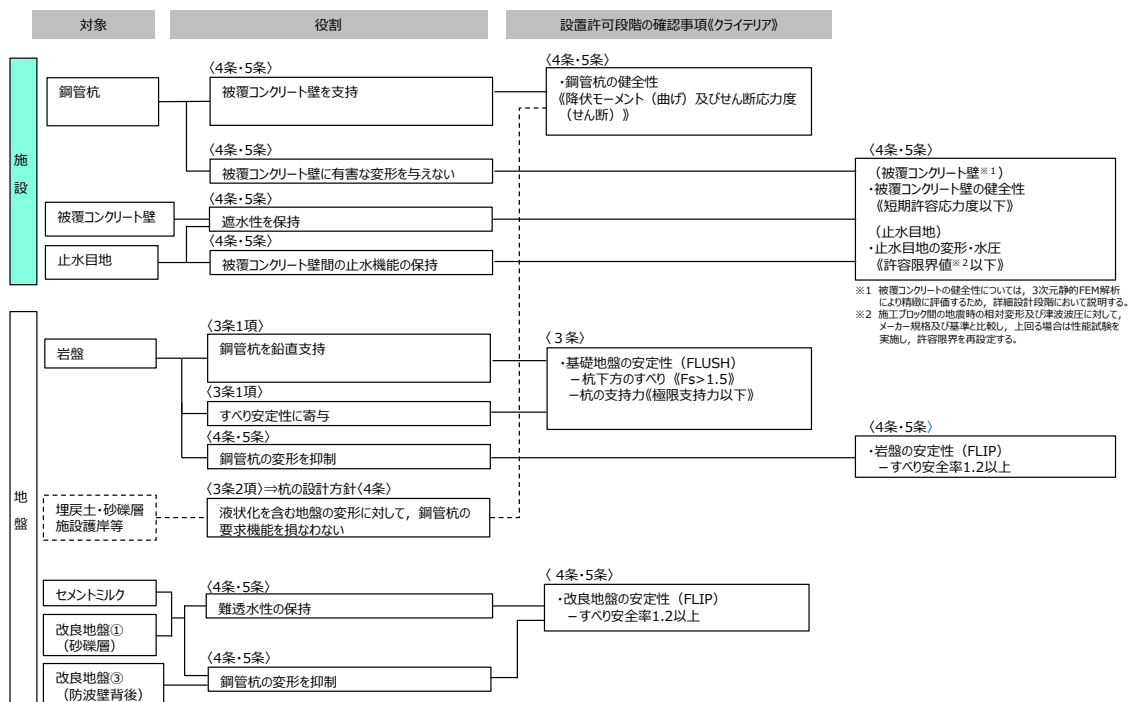 対象
役割
設置許可段階の確認事項《クライテリア》
施設
鋼管杭
〈4条・5条〉
被覆コンクリート壁を支持
〈4条・5条〉
・鋼管杭の健全性
《降伏モーメント（曲げ）及びせん断応力度
（せん断）》
〈4条・5条〉
被覆コンクリート壁に有害な変形を与えない
被覆コンクリート壁
〈4条・5条〉
遮水性を保持
止水目地
〈4条・5条〉
被覆コンクリート壁間の止水機能の保持
〈4条・5条〉
（被覆コンクリート壁※１）
・被覆コンクリート壁の健全性
《短期許容応力度以下》
（止水目地）
・止水目地の変形・水圧
《許容限界値※２以下》
※１ 被覆コンクリートの健全性については，3次元静的FEM解析
により精緻に評価するため，詳細設計段階において説明する。
※２ 施工ブロック間の地震時の相対変形及び津波波圧に対して，
メーカー規格及び基準と比較し，上回る場合は性能試験を
実施し，許容限界を再設定する。
地盤
岩盤
〈3条1項〉
鋼管杭を鉛直支持
〈3条1項〉
すべり安定性に寄与
〈4条・5条〉
鋼管杭の変形を抑制
〈３条〉
・基礎地盤の安定性（FLUSH）
－杭下方のすべり《Fs>1.5》
－杭の支持力《極限支持力以下》
〈4条・5条〉
・岩盤の安定性（FLIP）
－すべり安全率1.2以上
埋戻土・砂礫層
施設護岸等
〈3条2項〉⇒杭の設計方針〈4条〉
液状化を含む地盤の変形に対して，鋼管杭の
要求機能を損なわない
セメントミルク
改良地盤①
（砂礫層）
改良地盤③
（防波壁背後）
〈4条・5条〉
難透水性の保持
〈4条・5条〉
鋼管杭の変形を抑制
〈 4条・5条〉
・改良地盤の安定性（FLIP）
－すべり安全率1.2以上